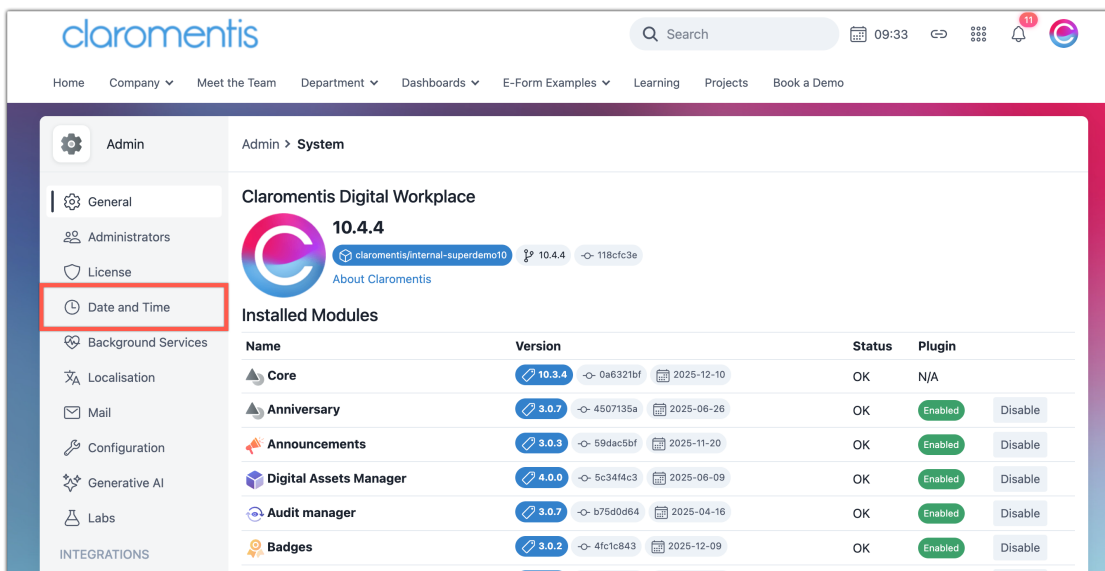 claromentis
Search
09:33
11
Home Company Meet the Team Department Dashboards E-Form Examples Learning Projects Book a Demo
Admin
Admin > System
General
Administrators
License
Date and Time
Background Services
Localisation
Mail
Configuration
Generative AI
Labs
INTEGRATIONS
Claromentis Digital Workplace
10.4.4
claromentis/internal-superdemo10 10.4.4 118cfc3e
About Claromentis
Installed Modules
Name Version Status Plugin
Core 10.3.4 0a6321bf 2025-12-10 OK N/A
Anniversary 3.0.7 4507135a 2025-06-26 OK Enabled Disable
Announcements 3.0.3 59dac5bf 2025-11-20 OK Enabled Disable
Digital Assets Manager 4.0.0 5c34f4c3 2025-06-09 OK Enabled Disable
Audit manager 3.0.7 b75d0d64 2025-04-16 OK Enabled Disable
Badges 3.0.2 4fc1c843 2025-12-09 OK Enabled Disable